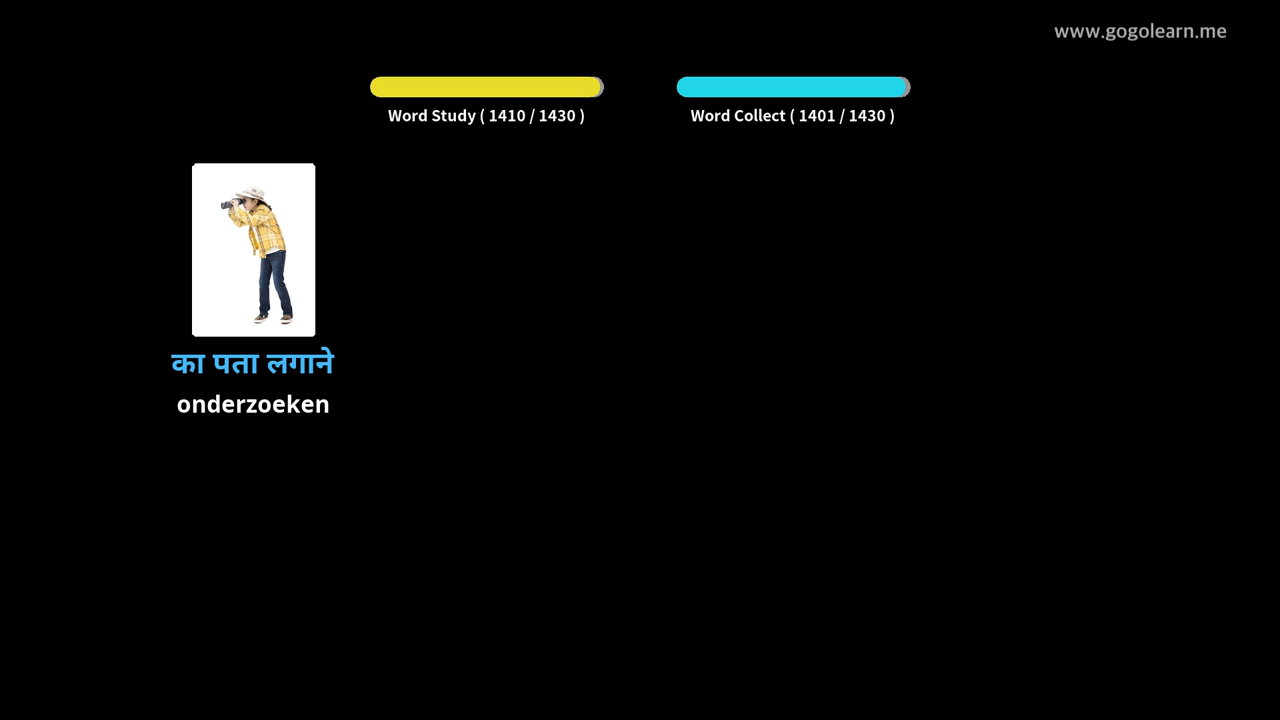 www.gogolearn.me
Word Study ( 1410 / 1430 )
Word Collect ( 1401 / 1430 )
का पता लगाने
onderzoeken